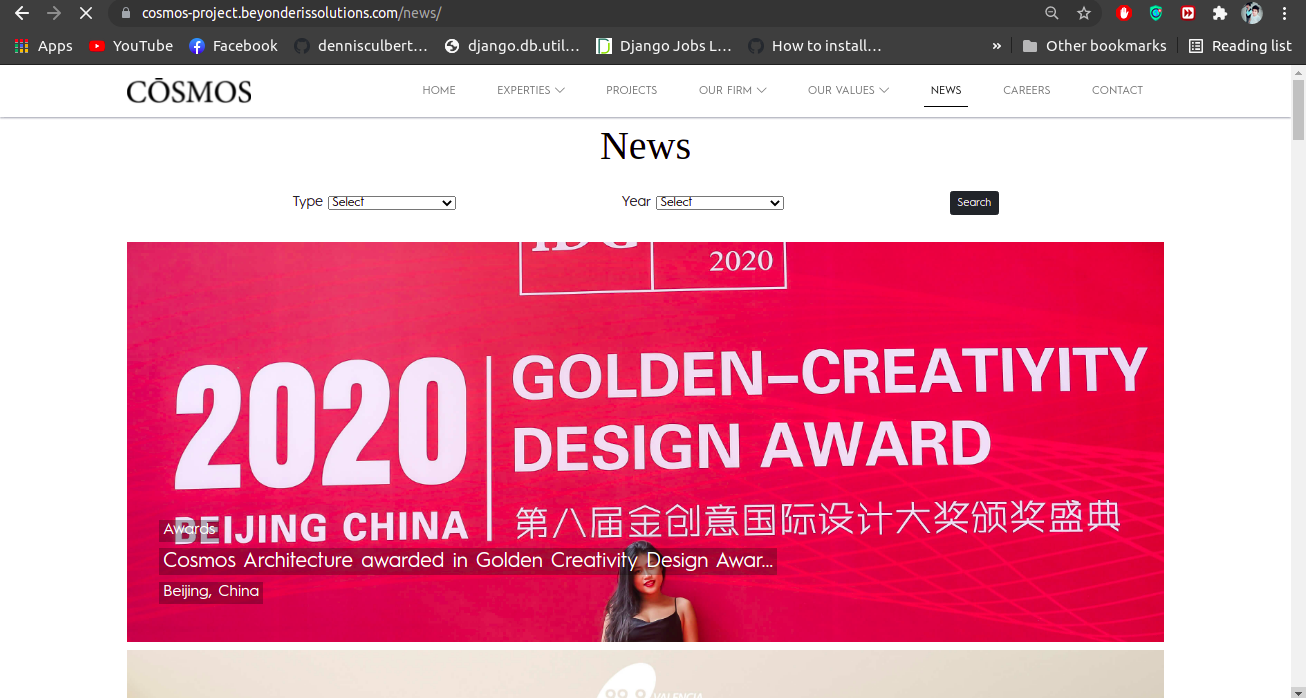 cosmos-project.beyonderissolutions.com/news/
Apps YouTube Facebook dennisculbert... django.db.util... Django Jobs L... How to install... » Other bookmarks Reading list
CŌSMOS HOME EXPERTIES PROJECTS OUR FIRM OUR VALUES NEWS CAREERS CONTACT
News
Type Select Year Select Search
IDG
2020
2020
GOLDEN-CREATIYITY
DESIGN AWARD
BEIJING CHINA
第八届金创意国际设计大奖颁奖盛典
Awards
Cosmos Architecture awarded in Golden Creativity Design Awar...
Beijing, China
VALENCIA